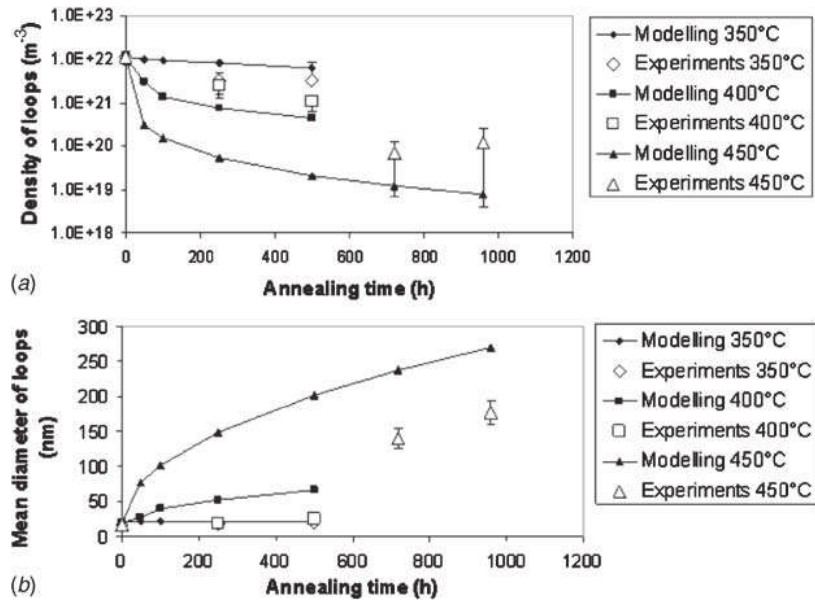 1.0E+23
1.0E+22
1.0E+21
1.0E+20
1.0E+19
1.0E+18
Density of loops (m-3)
0 200 400 600 800 1000 1200
Annealing time (h)
(a)
Modelling 350°C
Experiments 350°C
Modelling 400°C
Experiments 400°C
Modelling 450°C
Experiments 450°C
300
250
200
150
100
50
0
Mean diameter of loops
(nm)
0 200 400 600 800 1000 1200
Annealing time (h)
(b)
Modelling 350°C
Experiments 350°C
Modelling 400°C
Experiments 400°C
Modelling 450°C
Experiments 450°C